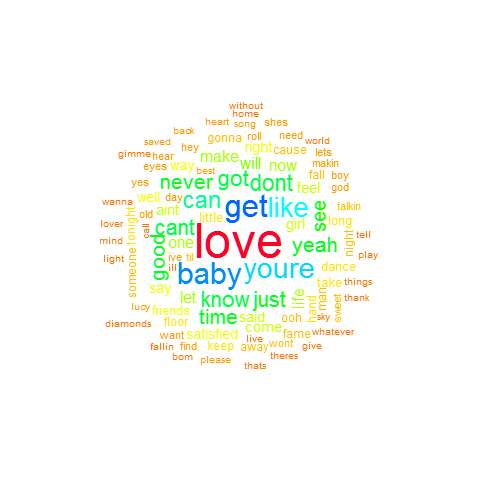 without
home
heart song shes
back gonna roll need
saved hey right cause world
gimme hear make lets
eyes way will now makin
yes best fall boy
never got dont feel god
wanna well day can get like talkin
old aint little girl see long
lover call cant love
tonight one yeah night tell
mind good
someone ive til play
light ill baby youre dance
say take things
let know just life man
lucy friends hand sweet thank
diamonds floor time said ooh sky
want satisfied come fame whatever
live
fallin find keep away wont give
bom please theres
thats